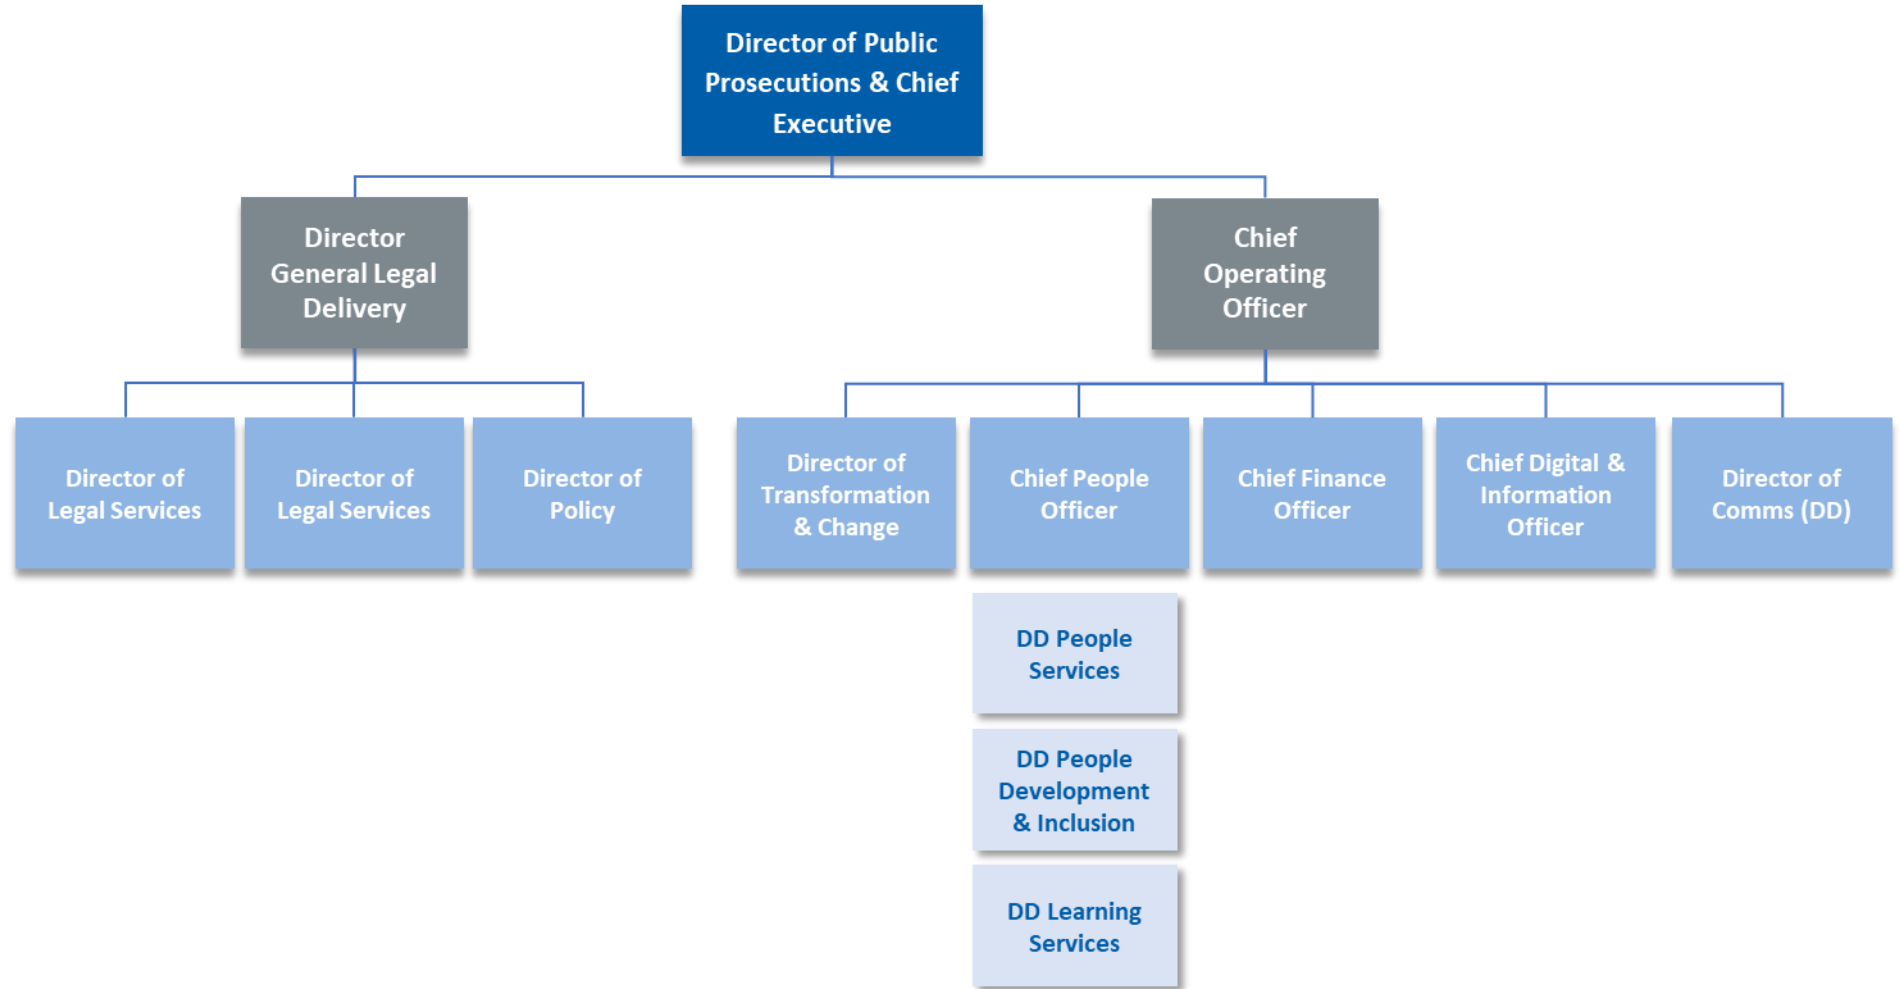 Director of Public
Prosecutions & Chief
Executive
Director
General Legal
Delivery
Chief
Operating
Officer
Director of
Legal Services
Director of
Legal Services
Director of
Policy
Director of
Transformation
& Change
Chief People
Officer
Chief Finance
Officer
Chief Digital &
Information
Officer
Director of
Comms (DD)
DD People
Services
DD People
Development
& Inclusion
DD Learning
Services